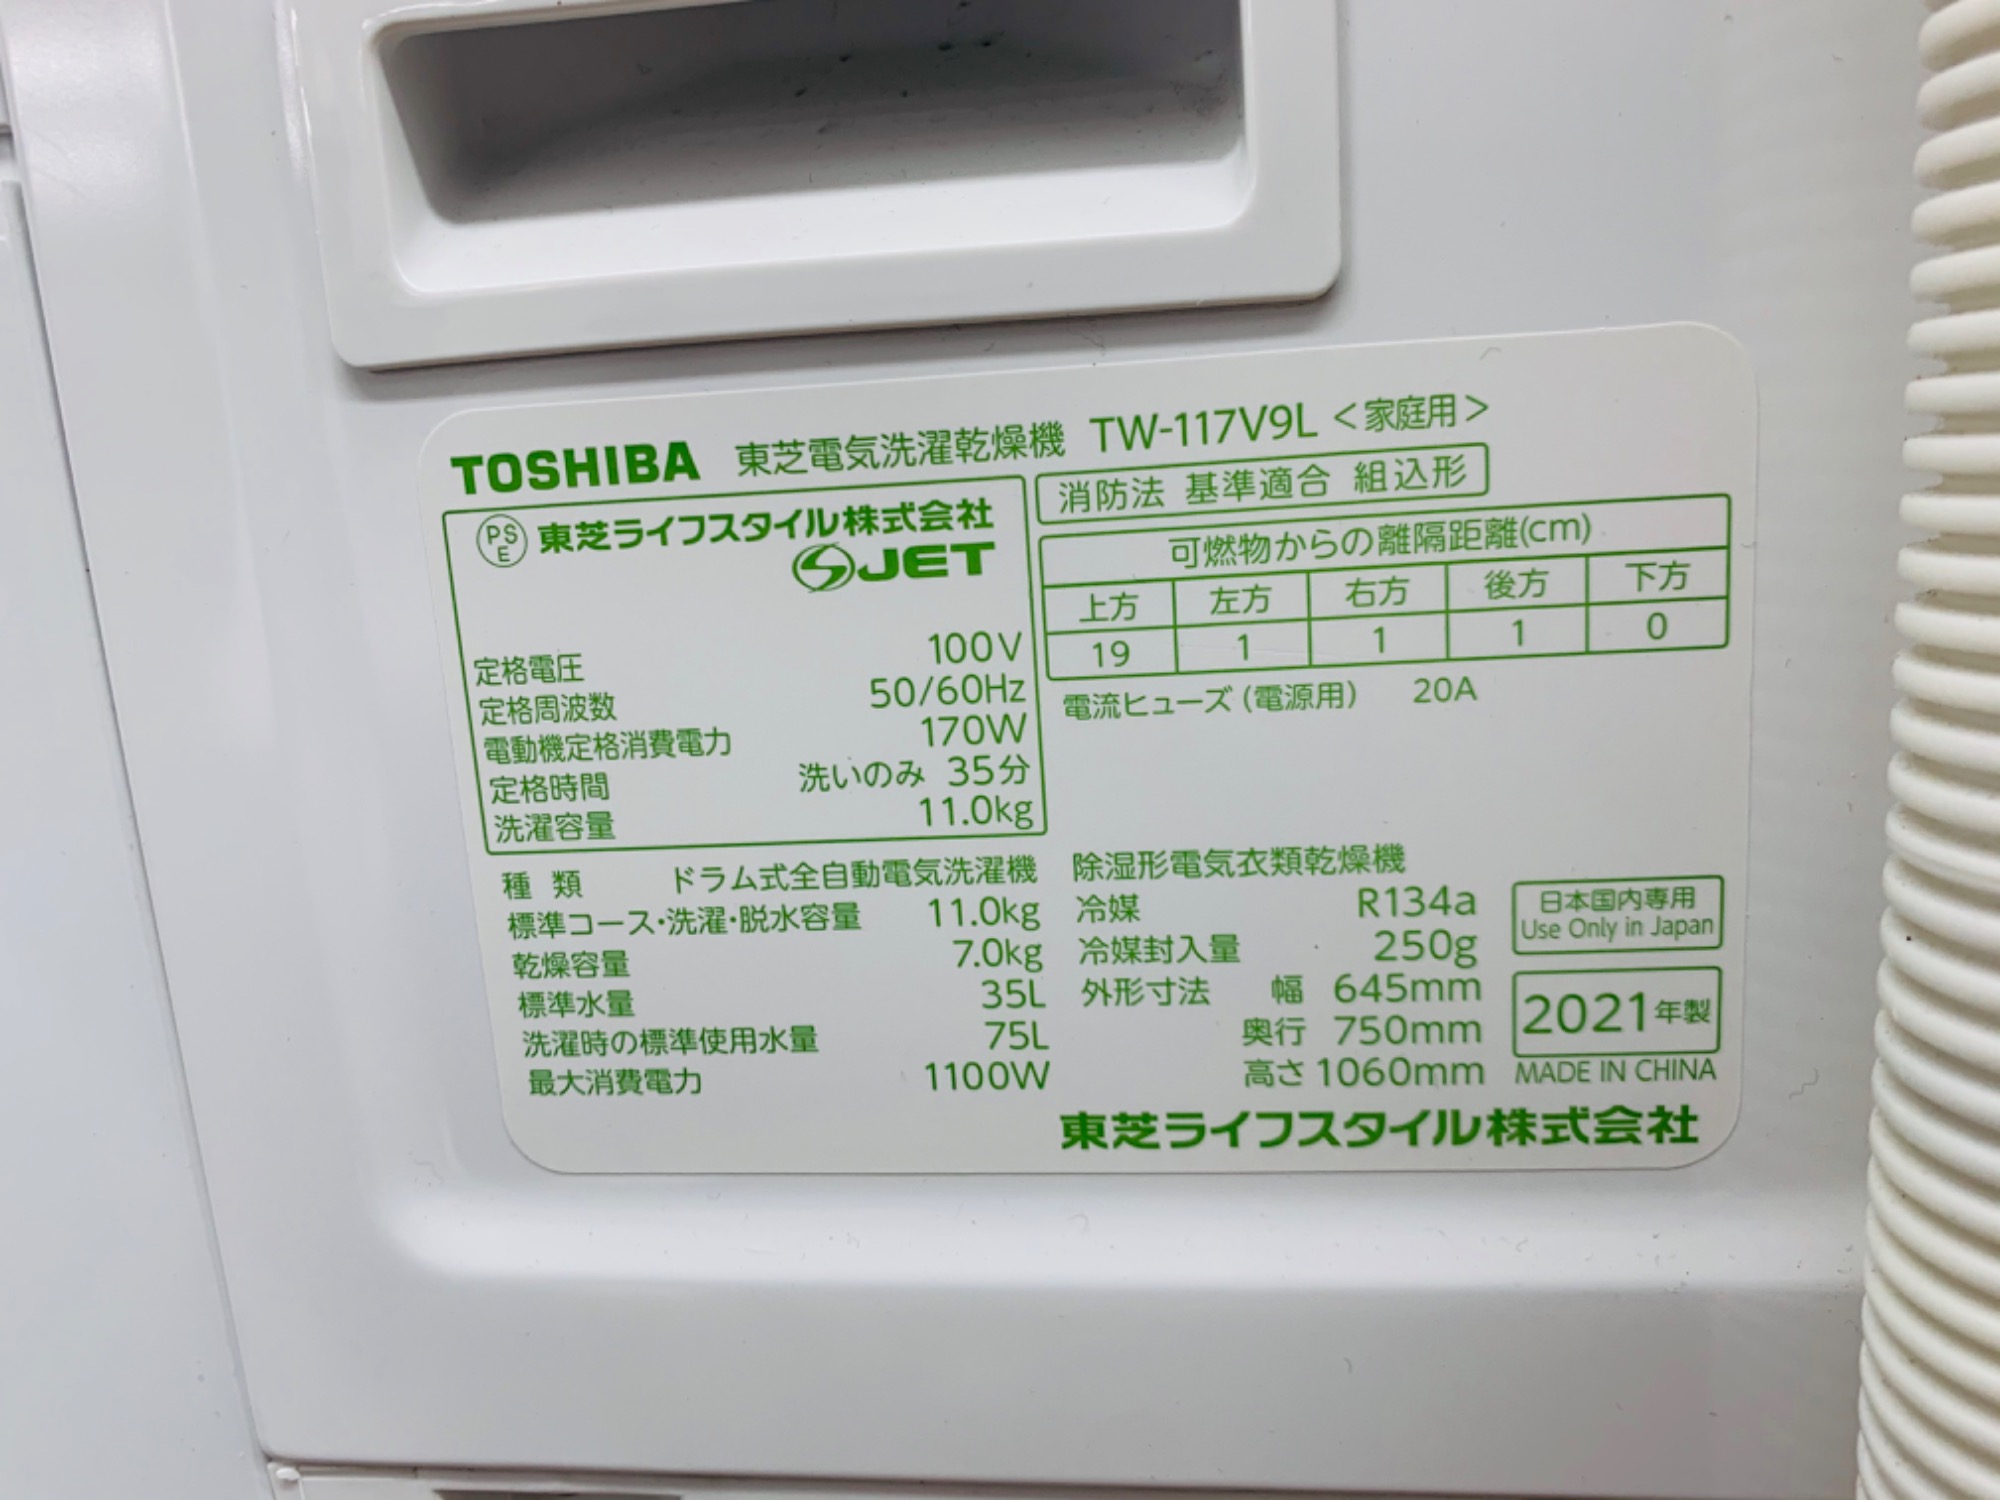 TOSHIBA 東芝電気洗濯乾燥機 TW-117V9L <家庭用>
PSE 東芝ライフスタイル株式会社
S JET
定格電圧 100V
定格周波数 50/60Hz
電動機定格消費電力 170W
定格時間 洗いのみ 35分
洗濯容量 11.0kg
消防法 基準適合 組込形
可燃物からの離隔距離(cm)
上方 左方 右方 後方 下方
19 1 1 1 0
電流ヒューズ(電源用) 20A
種 類 ドラム式全自動電気洗濯機
標準コース・洗濯・脱水容量 11.0kg
乾燥容量 7.0kg
標準水量 35L
洗濯時の標準使用水量 75L
最大消費電力 1100W
除湿形電気衣類乾燥機
冷媒 R134a
冷媒封入量 250g
外形寸法 幅 645mm
奥行 750mm
高さ 1060mm
日本国内専用
Use Only in Japan
2021年製
MADE IN CHINA
東芝ライフスタイル株式会社